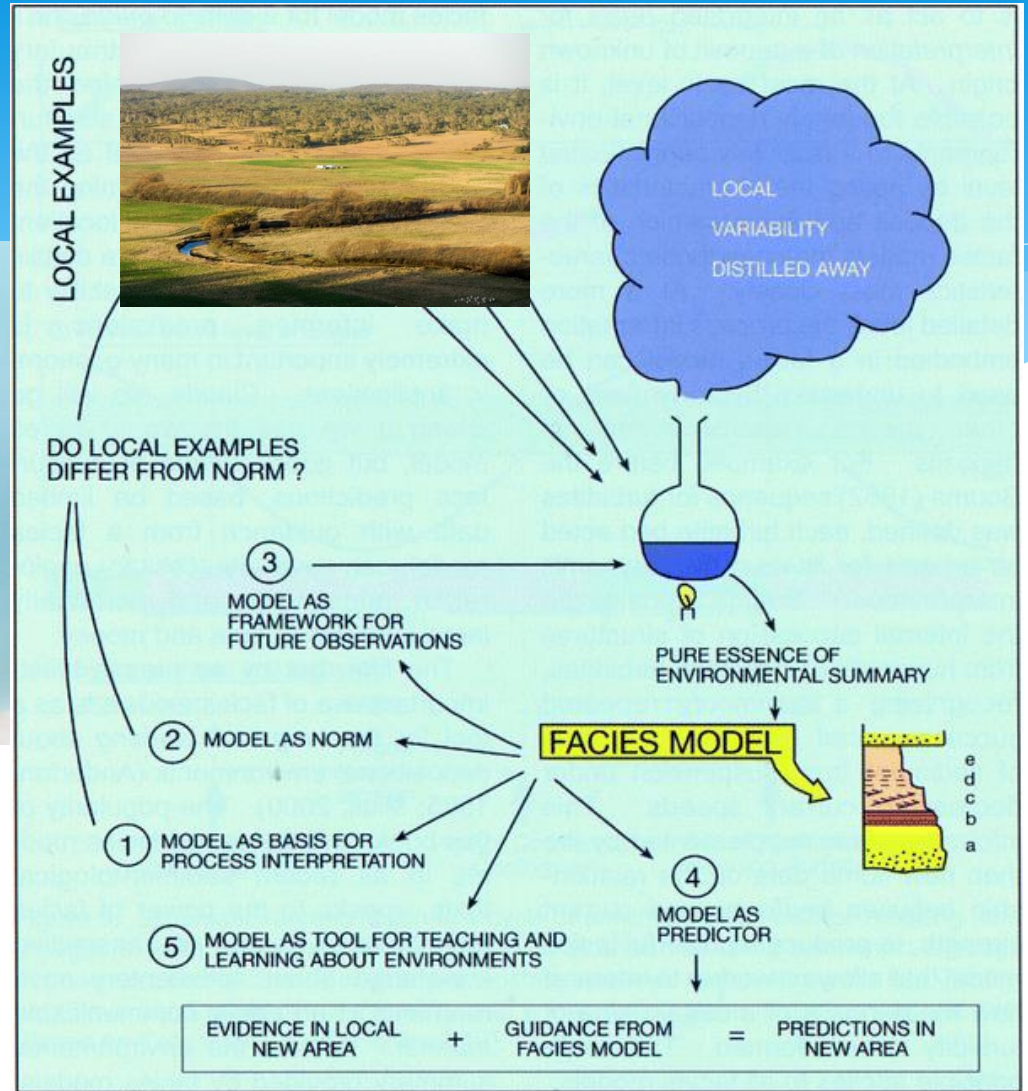 LOCAL EXAMPLES
LOCAL
VARIABILITY
DISTILLED AWAY
DO LOCAL EXAMPLES
DIFFER FROM NORM ?
3
MODEL AS
FRAMEWORK FOR
FUTURE OBSERVATIONS
PURE ESSENCE OF
ENVIRONMENTAL SUMMARY
2
MODEL AS NORM
FACIES MODEL
e
d
c
b
a
1
MODEL AS BASIS FOR
PROCESS INTERPRETATION
4
MODEL AS
PREDICTOR
5
MODEL AS TOOL FOR TEACHING AND
LEARNING ABOUT ENVIRONMENTS
EVIDENCE IN LOCAL
NEW AREA
+
GUIDANCE FROM
FACIES MODEL
=
PREDICTIONS IN
NEW AREA